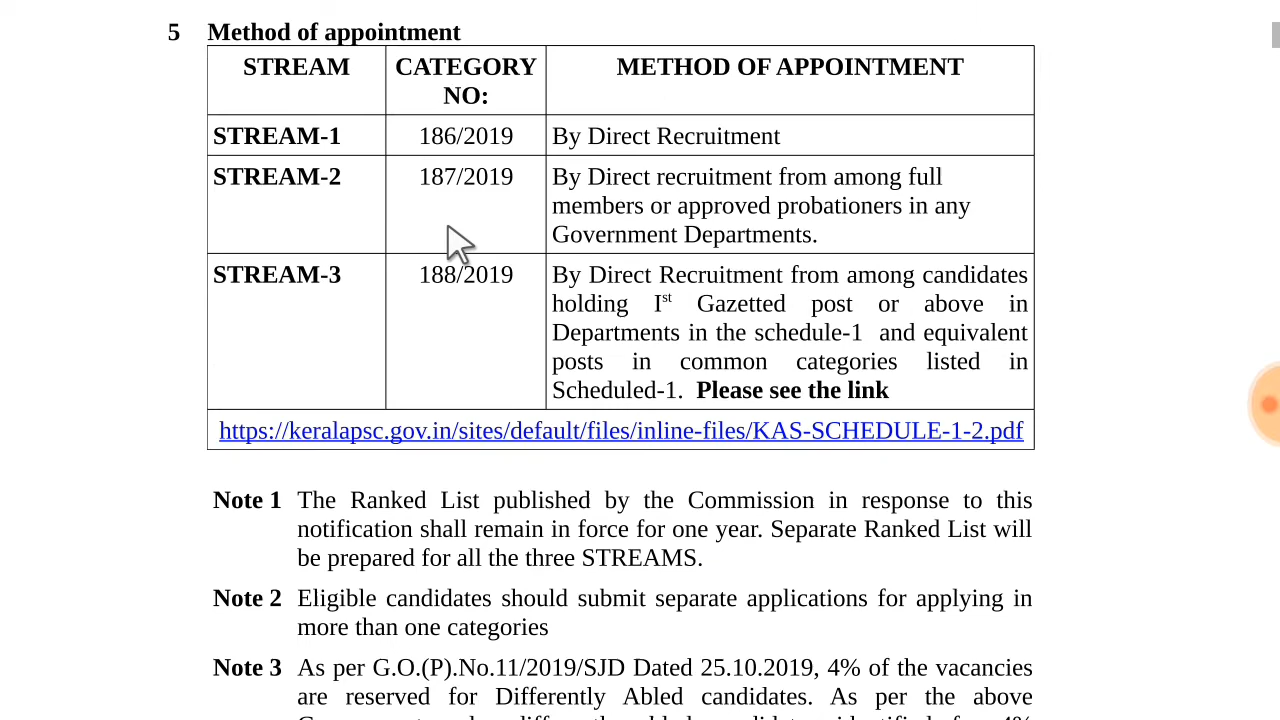 5 Method of appointment
STREAM CATEGORY NO: METHOD OF APPOINTMENT
STREAM-1 186/2019 By Direct Recruitment
STREAM-2 187/2019 By Direct recruitment from among full
members or approved probationers in any
Government Departments.
STREAM-3 188/2019 By Direct Recruitment from among candidates
holding Ist Gazetted post or above in
Departments in the schedule-1 and equivalent
posts in common categories listed in
Scheduled-1. Please see the link
https://keralapsc.gov.in/sites/default/files/inline-files/KAS-SCHEDULE-1-2.pdf
Note 1 The Ranked List published by the Commission in response to this
notification shall remain in force for one year. Separate Ranked List will
be prepared for all the three STREAMS.
Note 2 Eligible candidates should submit separate applications for applying in
more than one categories
Note 3 As per G.O.(P).No.11/2019/SJD Dated 25.10.2019, 4% of the vacancies
are reserved for Differently Abled candidates. As per the above